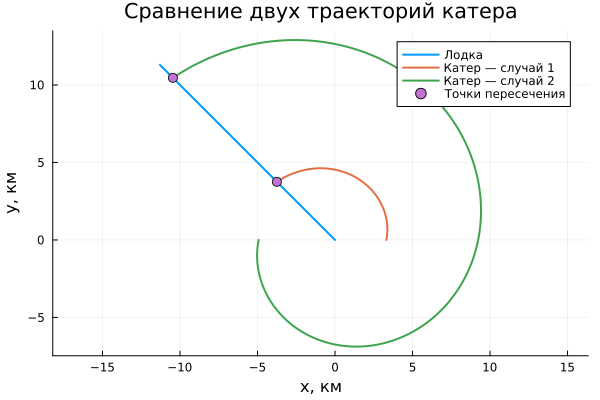 Сравнение двух траекторий катера
Лодка
Катер — случай 1
Катер — случай 2
Точки пересечения
y, км
10
5
0
−5
−15
−10
−5
0
5
10
15
x, км